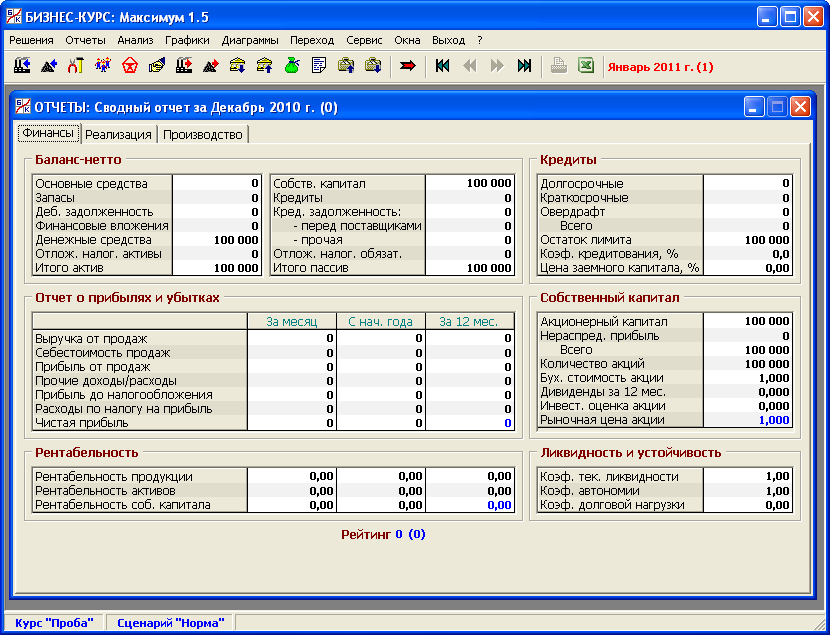 БИЗНЕС-КУРС: Максимум 1.5
Решения Отчеты Анализ Графики Диаграммы Переход Сервис Окна Выход ?
Январь 2011 г. (1)
ОТЧЕТЫ: Сводный отчет за Декабрь 2010 г. (0)
Финансы Реализация Производство
Баланс-нетто
Основные средства 0
Запасы 0
Деб. задолженность 0
Финансовые вложения 0
Денежные средства 100 000
Отлож. налог. активы 0
Итого актив 100 000
Собств. капитал 100 000
Кредиты 0
Кред. задолженность: 0
- перед поставщиками 0
- прочая 0
Отлож. налог. обязат. 0
Итого пассив 100 000
Кредиты
Долгосрочные 0
Краткосрочные 0
Овердрафт 0
Всего 0
Остаток лимита 100 000
Коэф. кредитования, % 0,0
Цена заемного капитала, % 0,00
Отчет о прибылях и убытках
За месяц С нач. года За 12 мес.
Выручка от продаж 0 0 0
Себестоимость продаж 0 0 0
Прибыль от продаж 0 0 0
Прочие доходы/расходы 0 0 0
Прибыль до налогообложения 0 0 0
Расходы по налогу на прибыль 0 0 0
Чистая прибыль 0 0 0
Собственный капитал
Акционерный капитал 100 000
Нераспред. прибыль 0
Всего 100 000
Количество акций 100 000
Бух. стоимость акции 1,000
Дивиденды за 12 мес. 0,000
Инвест. оценка акции 0,000
Рыночная цена акции 1,000
Рентабельность
Рентабельность продукции 0,00 0,00 0,00
Рентабельность активов 0,00 0,00 0,00
Рентабельность соб. капитала 0,00 0,00 0,00
Ликвидность и устойчивость
Коэф. тек. ликвидности 1,00
Коэф. автономии 1,00
Коэф. долговой нагрузки 0,00
Рейтинг 0 (0)
Курс "Проба" Сценарий "Норма"